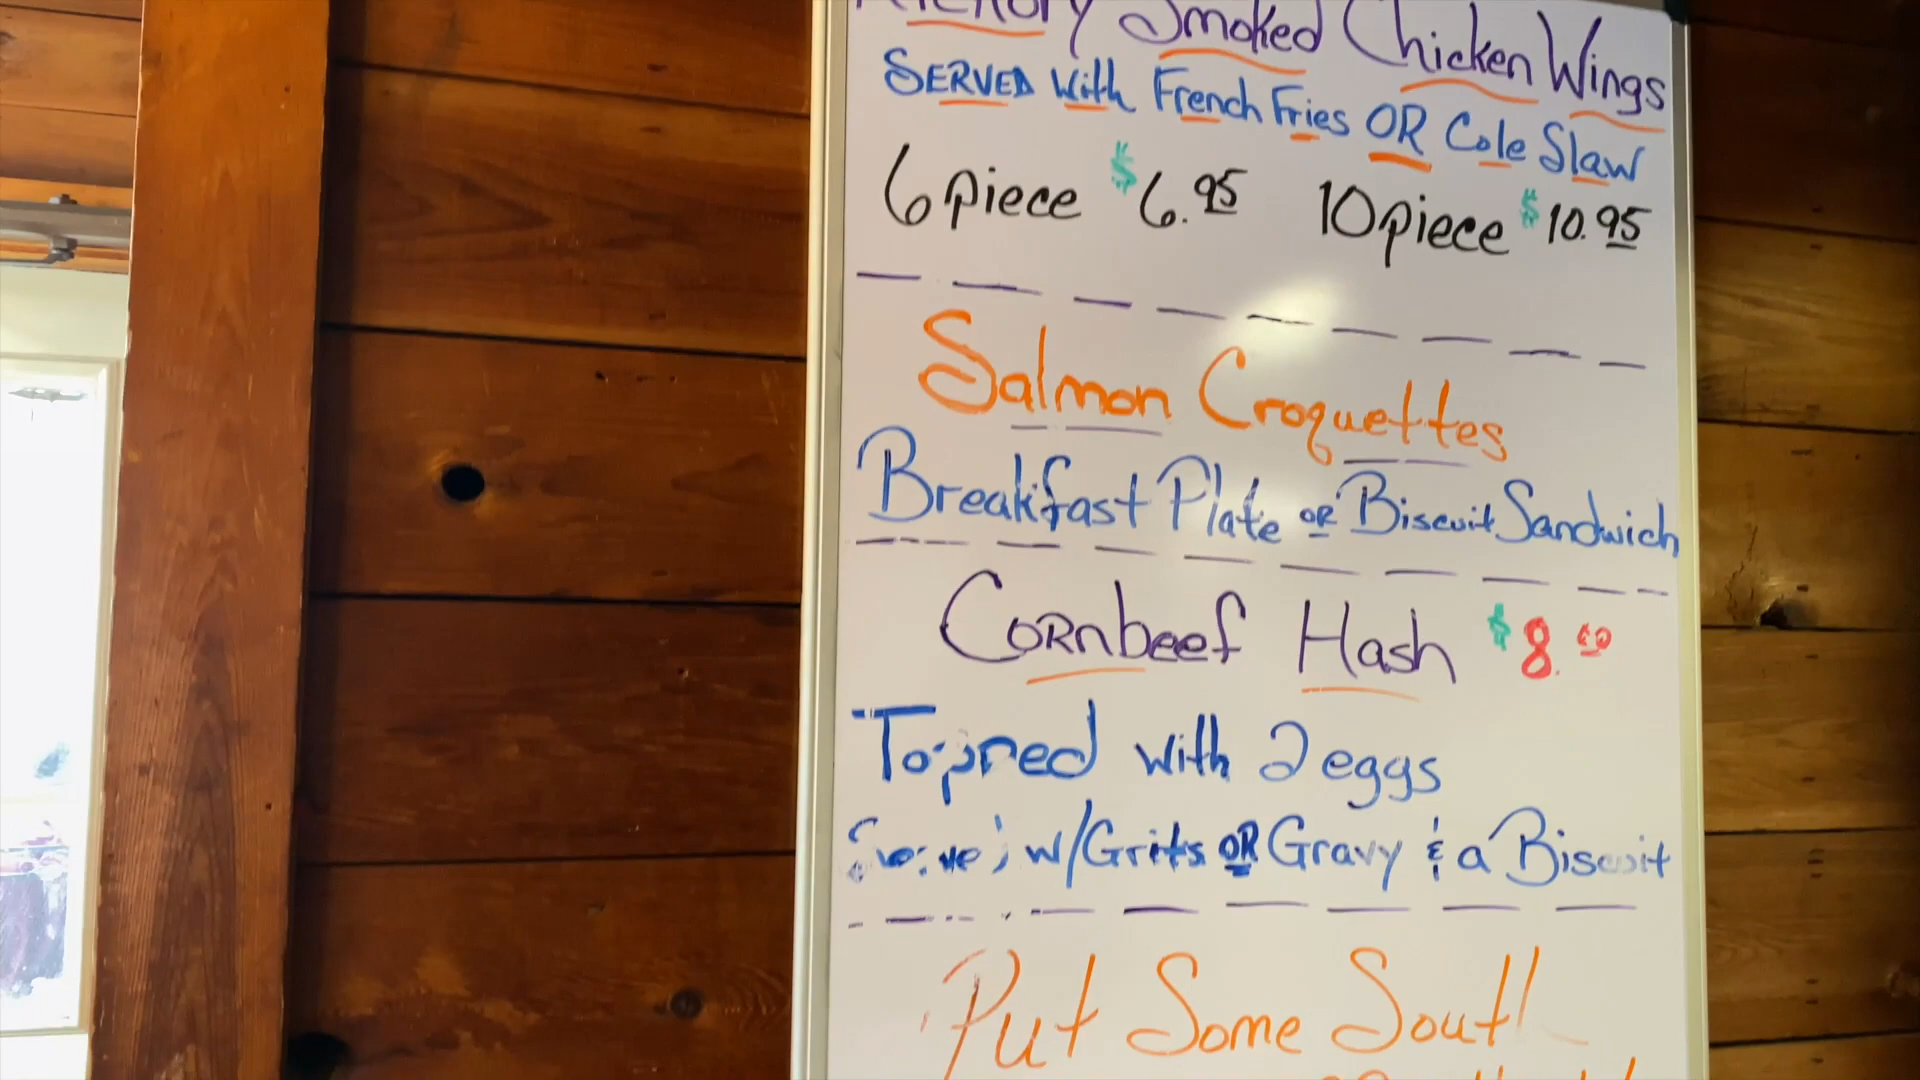 Hickory Smoked Chicken Wings
SERVED with French Fries OR Cole Slaw
6 piece $6.95 10 piece $10.95
Salmon Croquettes
Breakfast Plate OR Biscuit Sandwich
Cornbeef Hash $8.
Topped with 2 eggs
w/Grits OR Gravy & a Biscuit
Put Some South